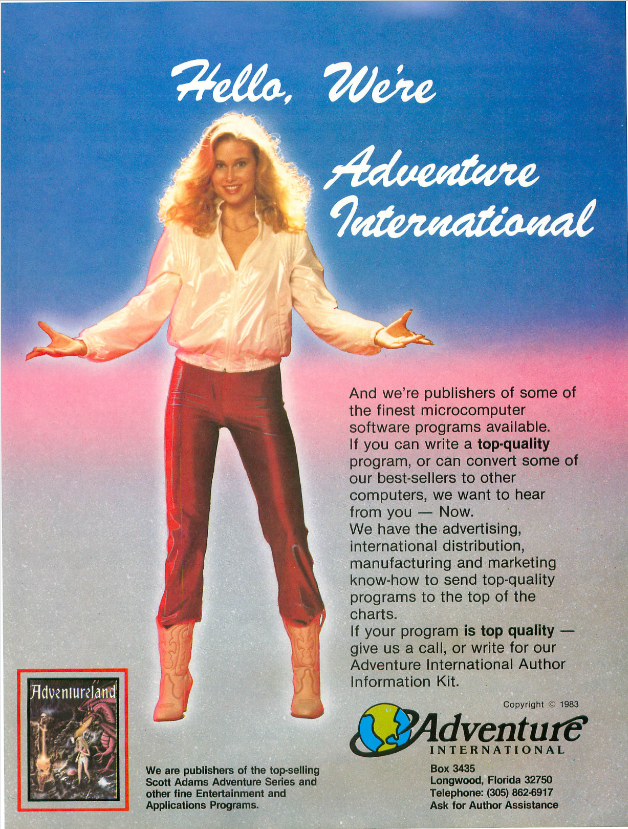 Hello, We're
Adventure
International
And we're publishers of some of
the finest microcomputer
software programs available.
If you can write a top-quality
program, or can convert some of
our best-sellers to other
computers, we want to hear
from you — Now.
We have the advertising,
international distribution,
manufacturing and marketing
know-how to send top-quality
programs to the top of the
charts.
If your program is top quality —
give us a call, or write for our
Adventure International Author
Information Kit.
Copyright © 1983
Adventure
INTERNATIONAL
Box 3435
Longwood, Florida 32750
Telephone: (305) 862-6917
Ask for Author Assistance
Adventureland
We are publishers of the top-selling
Scott Adams Adventure Series and
other fine Entertainment and
Applications Programs.